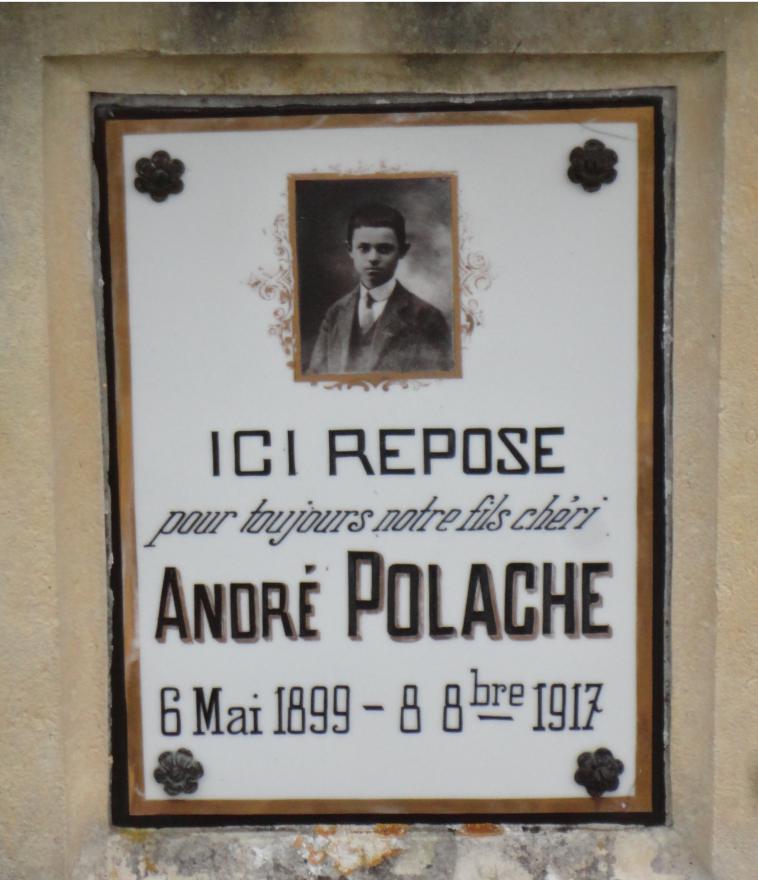 ICI REPOSE
pour toujours notre fils chéri
ANDRÉ POLACHE
6 Mai 1899 - 8 8bre 1917